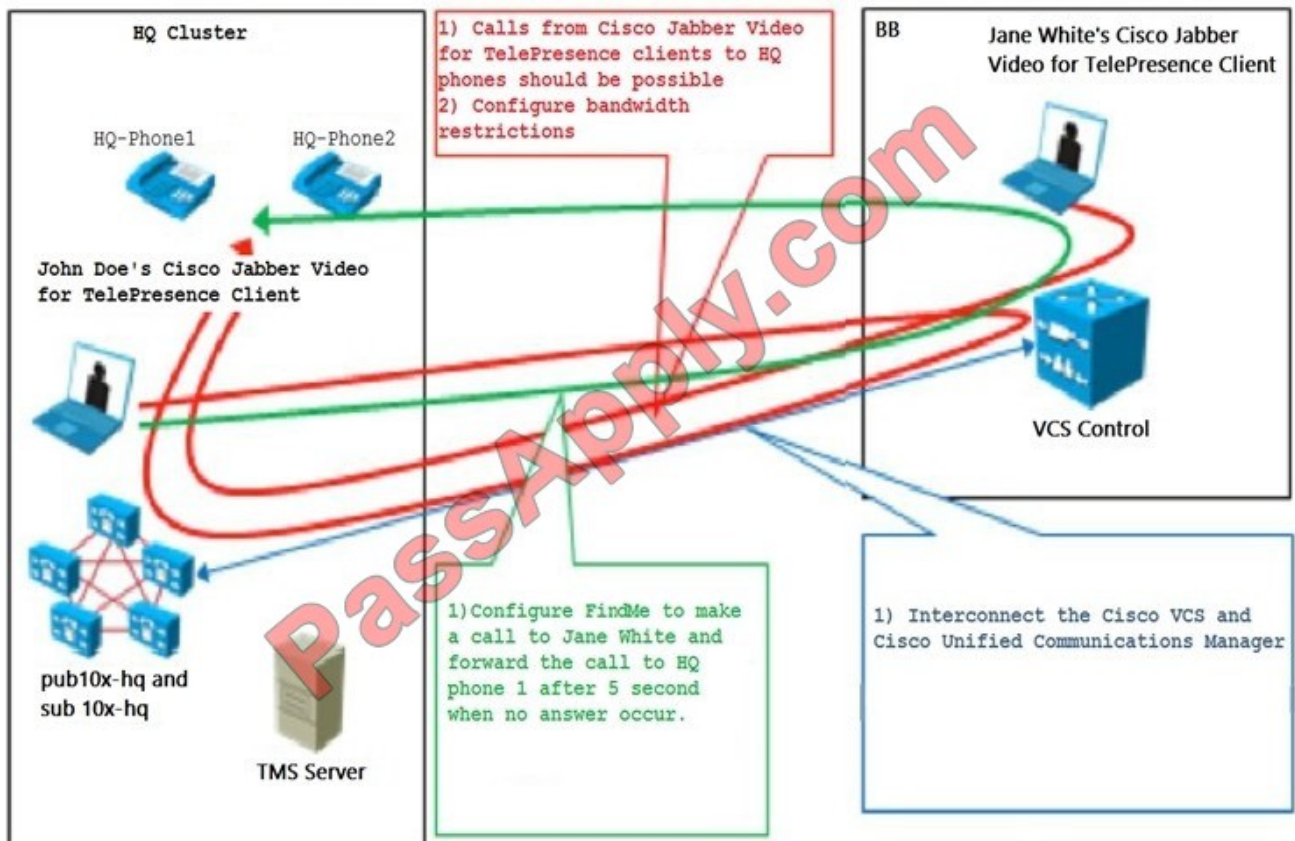 HQ Cluster
HQ-Phone1
HQ-Phone2
John Doe's Cisco Jabber Video
for TelePresence Client
pub10x-hq and
sub 10x-hq
TMS Server
1) Calls from Cisco Jabber Video
for TelePresence clients to HQ
phones should be possible
2) Configure bandwidth
restrictions
1)Configure FindMe to make
a call to Jane White and
forward the call to HQ
phone 1 after 5 second
when no answer occur.
BB
Jane White's Cisco Jabber
Video for TelePresence Client
VCS Control
1) Interconnect the Cisco VCS and
Cisco Unified Communications Manager
PassApply.com